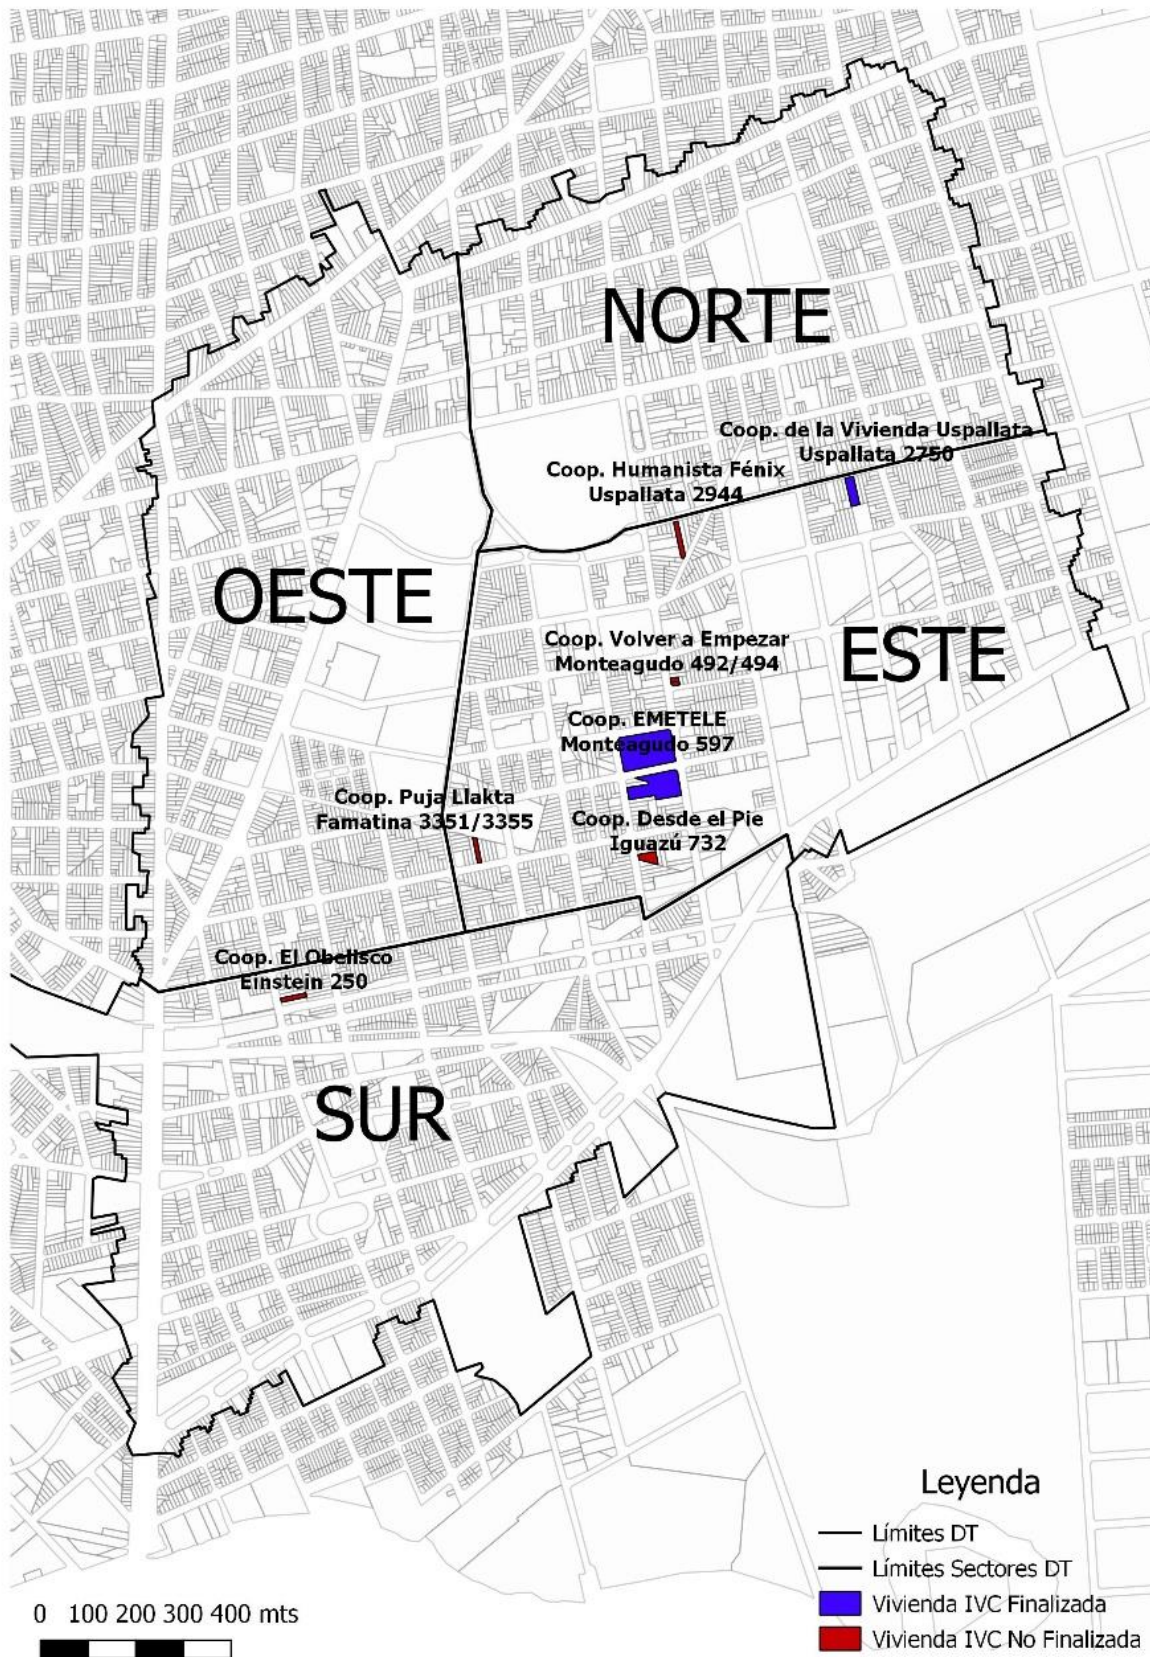 NORTE
Coop. de la Vivienda Uspallata
Uspallata 2750
Coop. Humanista Fénix
Uspallata 2944
OESTE
ESTE
Coop. Volver a Empezar
Monteagudo 492/494
Coop. EMETELE
Monteagudo 597
Coop. Puja Llakta
Famatina 3351/3355
Coop. Desde el Pie
Iguazú 732
Coop. El Obelisco
Einstein 250
SUR
Leyenda
Límites DT
Límites Sectores DT
Vivienda IVC Finalizada
Vivienda IVC No Finalizada
0 100 200 300 400 mts